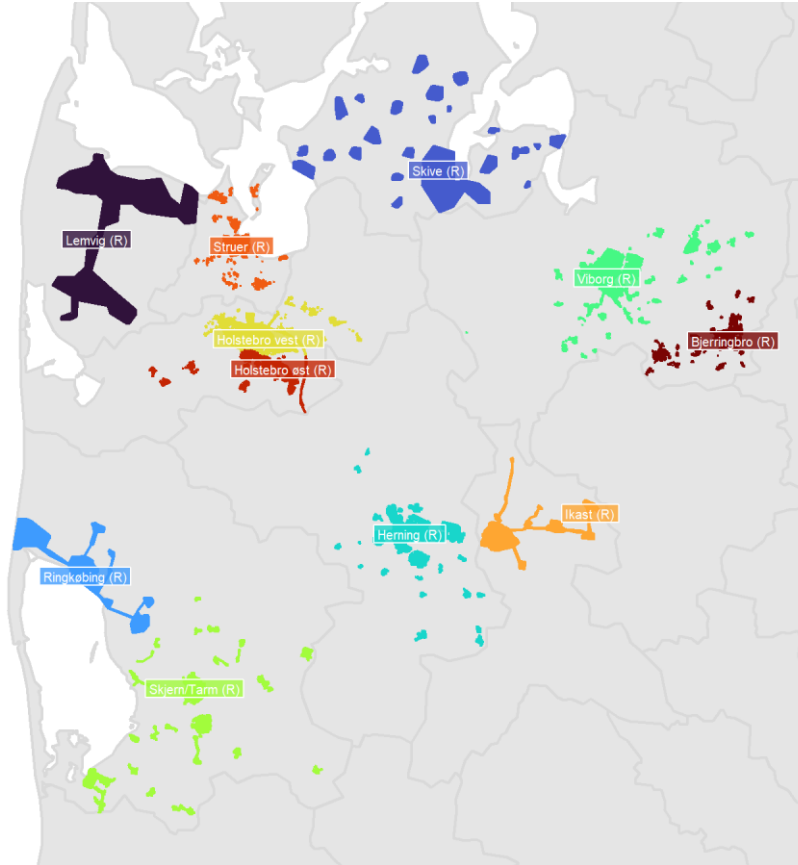 Skive (R)
Lemvig (R)
Struer (R)
Viborg (R)
Holstebro vest (R)
Bjerringbro (R)
Holstebro øst (R)
Ikast (R)
Herning (R)
Ringkøbing (R)
Skjern/Tarm (R)